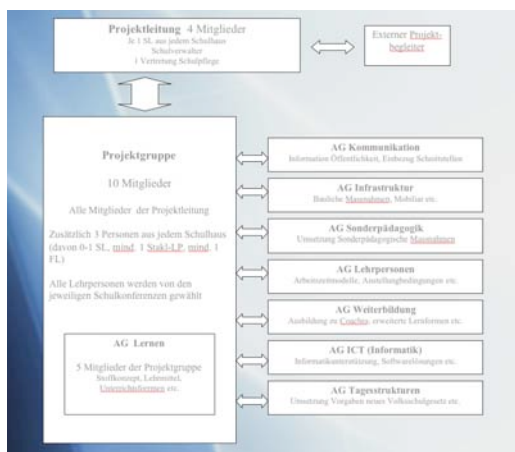 Projektleitung 4 Mitglieder
Je 1 SL aus jedem Schulhaus
Schulverwalter
1 Vertretung Schulpflege
Externer Projekt-
begleiter
Projektgruppe
10 Mitglieder
Alle Mitglieder der Projektleitung
Zusätzlich 3 Personen aus jedem Schulhaus
(davon 0-1 SL, mind. 1 Stukl-LP, mind. 1
FL)
Alle Lehrpersonen werden von den
jeweiligen Schulkonferenzen gewählt
AG Lernen
5 Mitglieder der Projektgruppe
Stoffkonzept, Lehrmittel,
Unterrichtsformen etc.
AG Kommunikation
Information Öffentlichkeit, Einbezug Schnittstellen
AG Infrastruktur
Bauliche Massnahmen, Mobiliar etc.
AG Sonderpädagogik
Umsetzung Sonderpädagogische Massnahmen
AG Lehrpersonen
Arbeitszeitmodelle, Anstellungbedingungen etc.
AG Weiterbildung
Ausbildung zu Coaches, erweiterte Lernformen etc.
AG ICT (Informatik)
Informatikunterstützung, Softwarelösungen etc.
AG Tagesstrukturen
Umsetzung Vorgaben neues Volksschulgesetz etc.